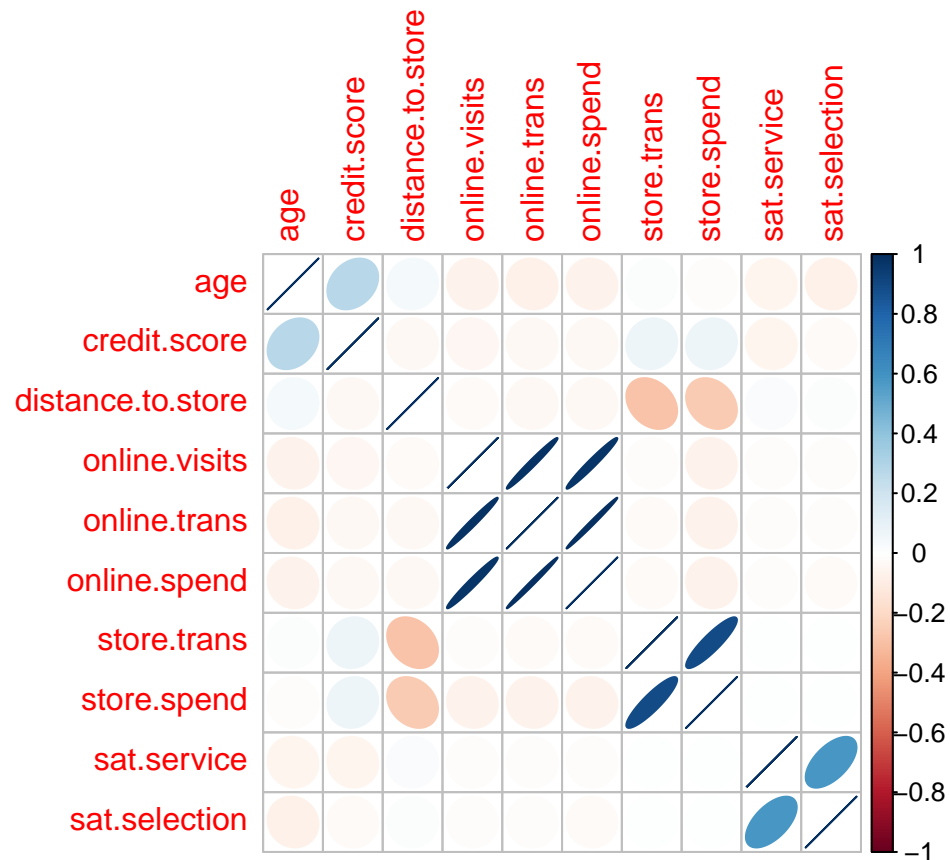 age
credit.score
distance.to.store
online.visits
online.trans
online.spend
store.trans
store.spend
sat.service
sat.selection
age
credit.score
distance.to.store
online.visits
online.trans
online.spend
store.trans
store.spend
sat.service
sat.selection
1
0.8
0.6
0.4
0.2
0
−0.2
−0.4
−0.6
−0.8
−1